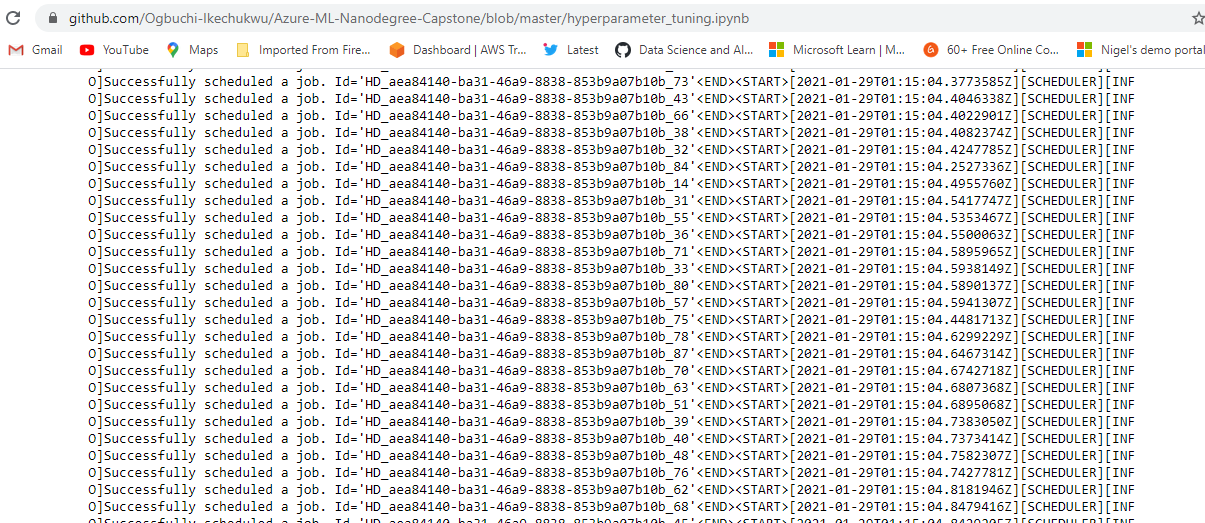 github.com/Ogbuchi-Ikechukwu/Azure-ML-Nanodegree-Capstone/blob/master/hyperparameter_tuning.ipynb
Gmail YouTube Maps Imported From Fire... Dashboard | AWS Tr... Latest Data Science and Al... Microsoft Learn | M... 60+ Free Online Co... Nigel's demo portal
O]Successfully scheduled a job. Id='HD_aea84140-ba31-46a9-8838-853b9a07b10b_73'<END><START>[2021-01-29T01:15:04.3773585Z][SCHEDULER][INF
O]Successfully scheduled a job. Id='HD_aea84140-ba31-46a9-8838-853b9a07b10b_43'<END><START>[2021-01-29T01:15:04.4046338Z][SCHEDULER][INF
O]Successfully scheduled a job. Id='HD_aea84140-ba31-46a9-8838-853b9a07b10b_66'<END><START>[2021-01-29T01:15:04.4022901Z][SCHEDULER][INF
O]Successfully scheduled a job. Id='HD_aea84140-ba31-46a9-8838-853b9a07b10b_38'<END><START>[2021-01-29T01:15:04.4082374Z][SCHEDULER][INF
O]Successfully scheduled a job. Id='HD_aea84140-ba31-46a9-8838-853b9a07b10b_32'<END><START>[2021-01-29T01:15:04.4247785Z][SCHEDULER][INF
O]Successfully scheduled a job. Id='HD_aea84140-ba31-46a9-8838-853b9a07b10b_84'<END><START>[2021-01-29T01:15:04.2527336Z][SCHEDULER][INF
O]Successfully scheduled a job. Id='HD_aea84140-ba31-46a9-8838-853b9a07b10b_14'<END><START>[2021-01-29T01:15:04.4955760Z][SCHEDULER][INF
O]Successfully scheduled a job. Id='HD_aea84140-ba31-46a9-8838-853b9a07b10b_31'<END><START>[2021-01-29T01:15:04.5417747Z][SCHEDULER][INF
O]Successfully scheduled a job. Id='HD_aea84140-ba31-46a9-8838-853b9a07b10b_55'<END><START>[2021-01-29T01:15:04.5353467Z][SCHEDULER][INF
O]Successfully scheduled a job. Id='HD_aea84140-ba31-46a9-8838-853b9a07b10b_36'<END><START>[2021-01-29T01:15:04.5500063Z][SCHEDULER][INF
O]Successfully scheduled a job. Id='HD_aea84140-ba31-46a9-8838-853b9a07b10b_71'<END><START>[2021-01-29T01:15:04.5895965Z][SCHEDULER][INF
O]Successfully scheduled a job. Id='HD_aea84140-ba31-46a9-8838-853b9a07b10b_33'<END><START>[2021-01-29T01:15:04.5938149Z][SCHEDULER][INF
O]Successfully scheduled a job. Id='HD_aea84140-ba31-46a9-8838-853b9a07b10b_80'<END><START>[2021-01-29T01:15:04.5890137Z][SCHEDULER][INF
O]Successfully scheduled a job. Id='HD_aea84140-ba31-46a9-8838-853b9a07b10b_57'<END><START>[2021-01-29T01:15:04.5941307Z][SCHEDULER][INF
O]Successfully scheduled a job. Id='HD_aea84140-ba31-46a9-8838-853b9a07b10b_75'<END><START>[2021-01-29T01:15:04.4481713Z][SCHEDULER][INF
O]Successfully scheduled a job. Id='HD_aea84140-ba31-46a9-8838-853b9a07b10b_78'<END><START>[2021-01-29T01:15:04.6299229Z][SCHEDULER][INF
O]Successfully scheduled a job. Id='HD_aea84140-ba31-46a9-8838-853b9a07b10b_87'<END><START>[2021-01-29T01:15:04.6467314Z][SCHEDULER][INF
O]Successfully scheduled a job. Id='HD_aea84140-ba31-46a9-8838-853b9a07b10b_70'<END><START>[2021-01-29T01:15:04.6742718Z][SCHEDULER][INF
O]Successfully scheduled a job. Id='HD_aea84140-ba31-46a9-8838-853b9a07b10b_63'<END><START>[2021-01-29T01:15:04.6807368Z][SCHEDULER][INF
O]Successfully scheduled a job. Id='HD_aea84140-ba31-46a9-8838-853b9a07b10b_51'<END><START>[2021-01-29T01:15:04.6895068Z][SCHEDULER][INF
O]Successfully scheduled a job. Id='HD_aea84140-ba31-46a9-8838-853b9a07b10b_39'<END><START>[2021-01-29T01:15:04.7383050Z][SCHEDULER][INF
O]Successfully scheduled a job. Id='HD_aea84140-ba31-46a9-8838-853b9a07b10b_40'<END><START>[2021-01-29T01:15:04.7373414Z][SCHEDULER][INF
O]Successfully scheduled a job. Id='HD_aea84140-ba31-46a9-8838-853b9a07b10b_48'<END><START>[2021-01-29T01:15:04.7582307Z][SCHEDULER][INF
O]Successfully scheduled a job. Id='HD_aea84140-ba31-46a9-8838-853b9a07b10b_76'<END><START>[2021-01-29T01:15:04.7427781Z][SCHEDULER][INF
O]Successfully scheduled a job. Id='HD_aea84140-ba31-46a9-8838-853b9a07b10b_62'<END><START>[2021-01-29T01:15:04.8181946Z][SCHEDULER][INF
O]Successfully scheduled a job. Id='HD_aea84140-ba31-46a9-8838-853b9a07b10b_68'<END><START>[2021-01-29T01:15:04.8479416Z][SCHEDULER][INF